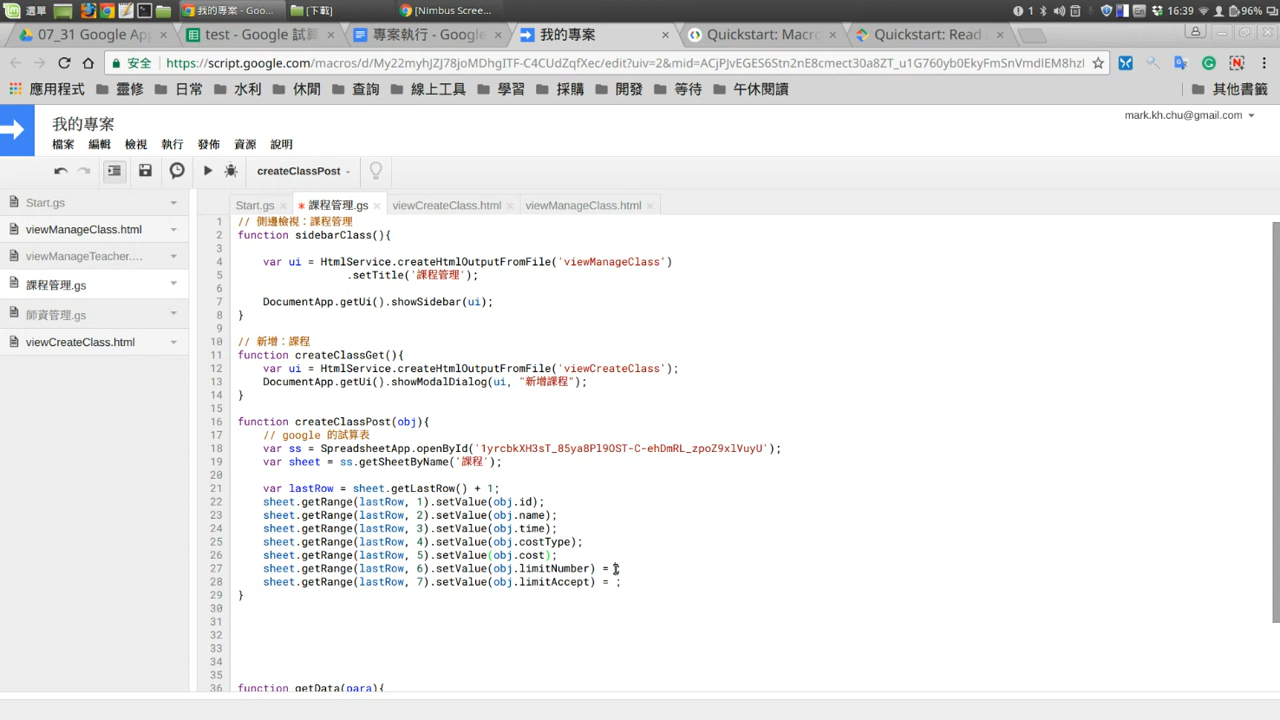 選單 我的專案 - Goo... [下載] [Nimbus Scree... 1 En 16:39 96%
07_31 Google Ap test - Google 試算 專案執行 - Google 我的專案 Quickstart: Macro Quickstart: Read
安全 https://script.google.com/macros/d/
應用程式 靈修 日常 水利 休閒 查詢 線上工具 學習 採購 開發 等待 午休閱讀 其他書籤
我的專案 mark.kh.chu@gmail.com
檔案 編輯 檢視 執行 發佈 資源 說明
createClassPost
Start.gs
viewManageClass.html
viewManageTeacher....
課程管理.gs
師資管理.gs
viewCreateClass.html
Start.gs * 課程管理.gs viewCreateClass.html viewManageClass.html
1 // 側邊檢視：課程管理
2 function sidebarClass(){
3
4 var ui = HtmlService.createHtmlOutputFromFile('viewManageClass')
5 .setTitle('課程管理');
6
7 DocumentApp.getUi().showSidebar(ui);
8 }
9
10 // 新增：課程
11 function createClassGet(){
12 var ui = HtmlService.createHtmlOutputFromFile('viewCreateClass');
13 DocumentApp.getUi().showModalDialog(ui, "新增課程");
14 }
15
16 function createClassPost(obj){
17 // google 的試算表
18 var ss = SpreadsheetApp.openById('1yrcbkXH3sT_85ya8Pl9OST-C-ehDmRL_zpoZ9xlVuyU');
19 var sheet = ss.getSheetByName('課程');
20
21 var lastRow = sheet.getLastRow() + 1;
22 sheet.getRange(lastRow, 1).setValue(obj.id);
23 sheet.getRange(lastRow, 2).setValue(obj.name);
24 sheet.getRange(lastRow, 3).setValue(obj.time);
25 sheet.getRange(lastRow, 4).setValue(obj.costType);
26 sheet.getRange(lastRow, 5).setValue(obj.cost);
27 sheet.getRange(lastRow, 6).setValue(obj.limitNumber) = ;
28 sheet.getRange(lastRow, 7).setValue(obj.limitAccept) = ;
29 }
30
31
32
33
34
35
36 function getData(para){